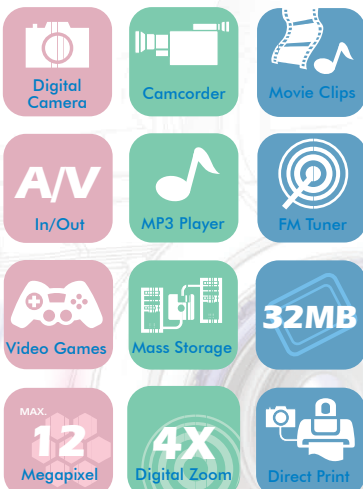 Digital
Camera
Camcorder
Movie Clips
A/V
In/Out
MP3 Player
FM Tuner
Video Games
Mass Storage
32MB
MAX.
12
Megapixel
4X
Digital Zoom
Direct Print